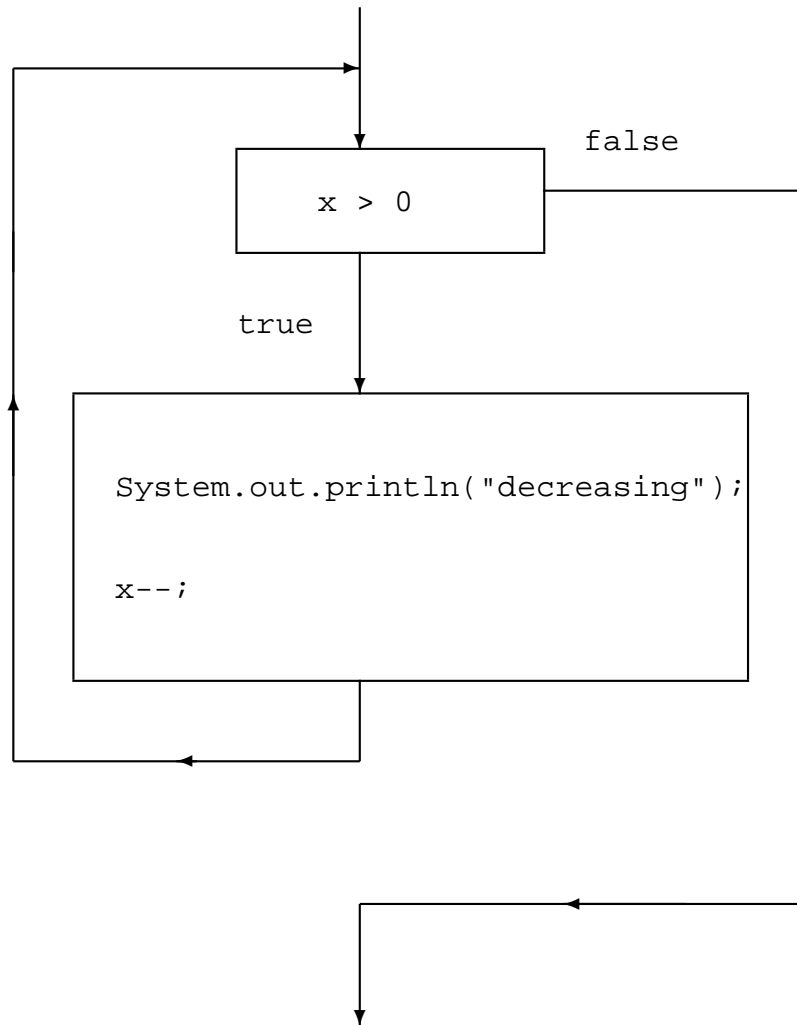 false
x > 0
true
System.out.println("decreasing");
x--;